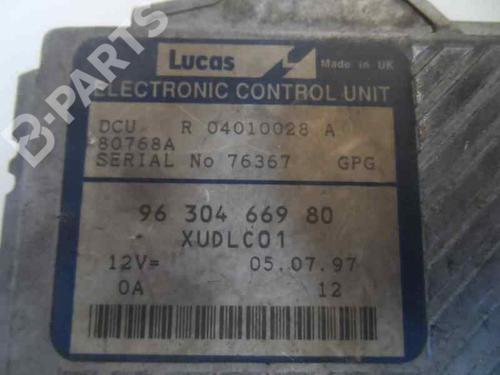 B-PARTS
Lucas
Made in UK
ELECTRONIC CONTROL UNIT
DCU R 04010028 A
80768A
SERIAL No 76367 GPG
96 304 669 80
XUDLC01
12V= 05.07.97
0A 12